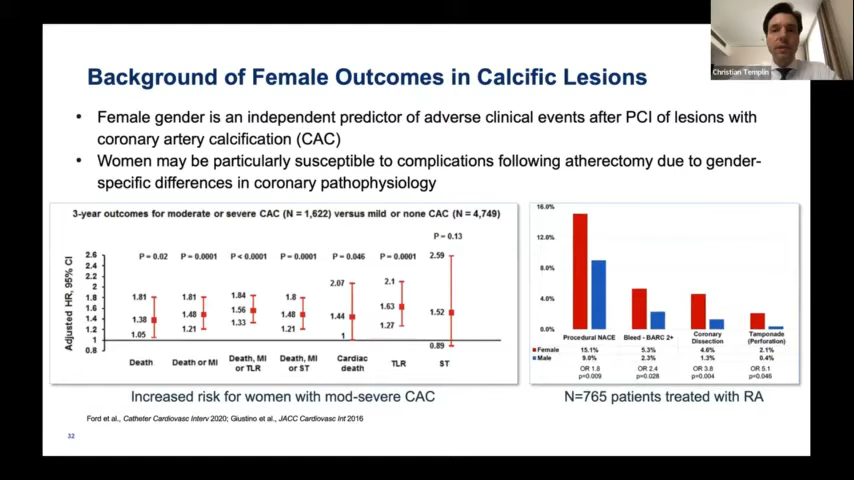 Christian Templin
Background of Female Outcomes in Calcific Lesions
• Female gender is an independent predictor of adverse clinical events after PCI of lesions with
coronary artery calcification (CAC)
• Women may be particularly susceptible to complications following atherectomy due to gender-
specific differences in coronary pathophysiology
3-year outcomes for moderate or severe CAC (N = 1,622) versus mild or none CAC (N = 4,749)
P = 0.13
P = 0.02 P = 0.0001 P < 0.0001 P = 0.0001 P = 0.046 P = 0.0001
Adjusted HR, 95% CI
2.6
2.4
2.2
2
1.8
1.6
1.4
1.2
1
0.8
1.81 1.38 1.05
1.81 1.48 1.21
1.84 1.56 1.33
1.8 1.48 1.21
2.07 1.44 1
2.1 1.63 1.27
2.59 1.52 0.89
Death
Death or MI
Death, MI
or TLR
Death, MI
or ST
Cardiac
death
TLR
ST
Increased risk for women with mod-severe CAC
16.0%
12.0%
8.0%
4.0%
0.0%
Procedural NACE
Bleed - BARC 2+
Coronary
Dissection
Tamponade
(Perforation)
Female 15.1% 5.3% 4.6% 2.1%
Male 9.0% 2.3% 1.3% 0.4%
OR 1.8 OR 2.4 OR 3.8 OR 5.1
p=0.009 p=0.028 p=0.004 p=0.046
N=765 patients treated with RA
Ford et al., Catheter Cardiovasc Interv 2020; Giustino et al., JACC Cardiovasc Int 2016
32